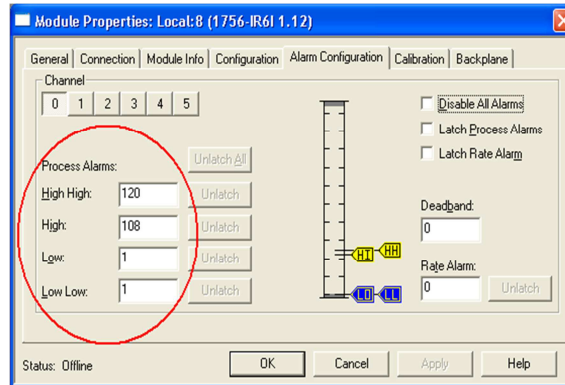 Module Properties: Local:8 (1756-IR6I 1.12)
General Connection Module Info Configuration Alarm Configuration Calibration Backplane
Channel
0 1 2 3 4 5
Disable All Alarms
Latch Process Alarms
Latch Rate Alarm
Process Alarms:
Unlatch All
High High: 120 Unlatch
High: 108 Unlatch
Low: 1 Unlatch
Low Low: 1 Unlatch
HI HH
LO LL
Deadband:
0
Rate Alarm:
0 Unlatch
Status: Offline
OK Cancel Apply Help